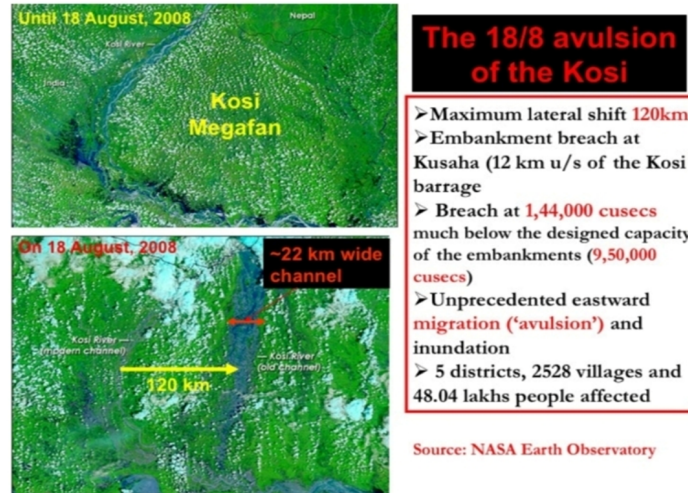 Until 18 August, 2008
Nepal
Kosi River
India
Kosi
Megafan
On 18 August, 2008
~22 km wide
channel
Kosi River
(modern channel)
Kosi River
(old channel)
120 km
The 18/8 avulsion
of the Kosi
➢Maximum lateral shift 120km
➢Embankment breach at
Kusaha (12 km u/s of the Kosi
barrage
➢ Breach at 1,44,000 cusecs
much below the designed capacity
of the embankments (9,50,000
cusecs)
➢Unprecedented eastward
migration (‘avulsion’) and
inundation
➢ 5 districts, 2528 villages and
48.04 lakhs people affected
Source: NASA Earth Observatory